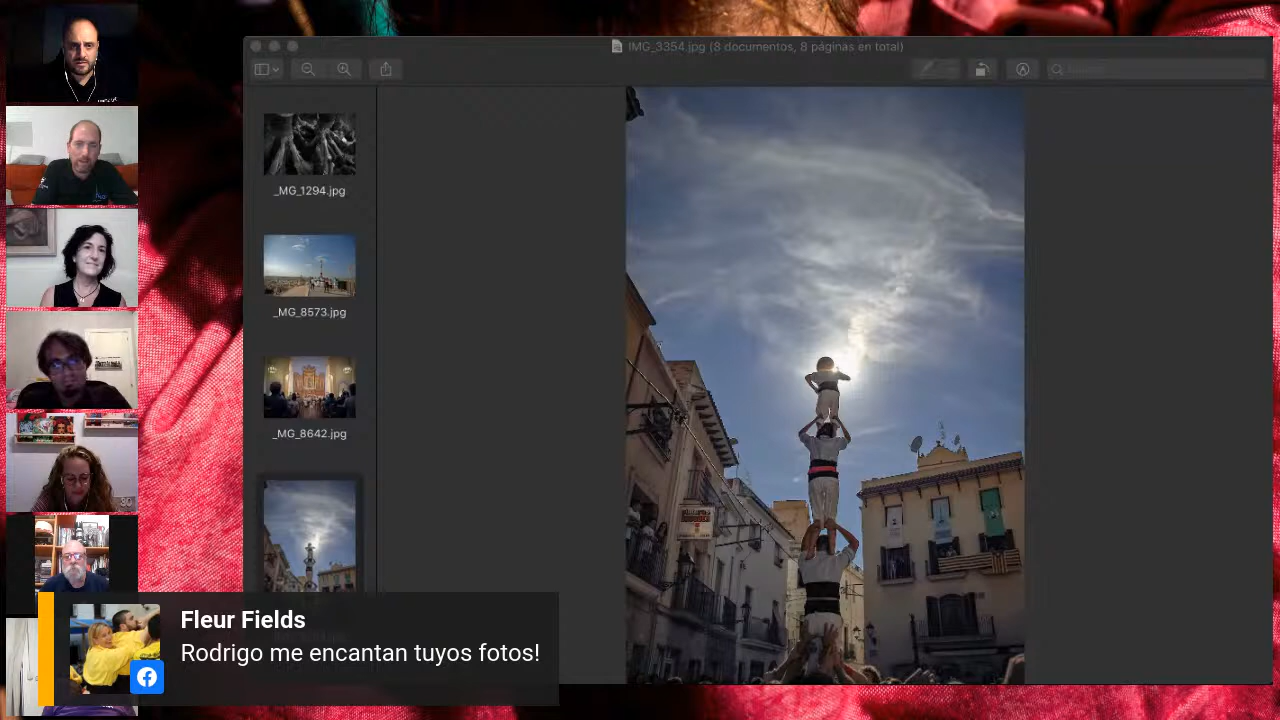 IMG_3354.jpg (8 documentos, 8 páginas en total)
_MG_1294.jpg
_MG_8573.jpg
_MG_8642.jpg
Fleur Fields
Rodrigo me encantan tuyos fotos!